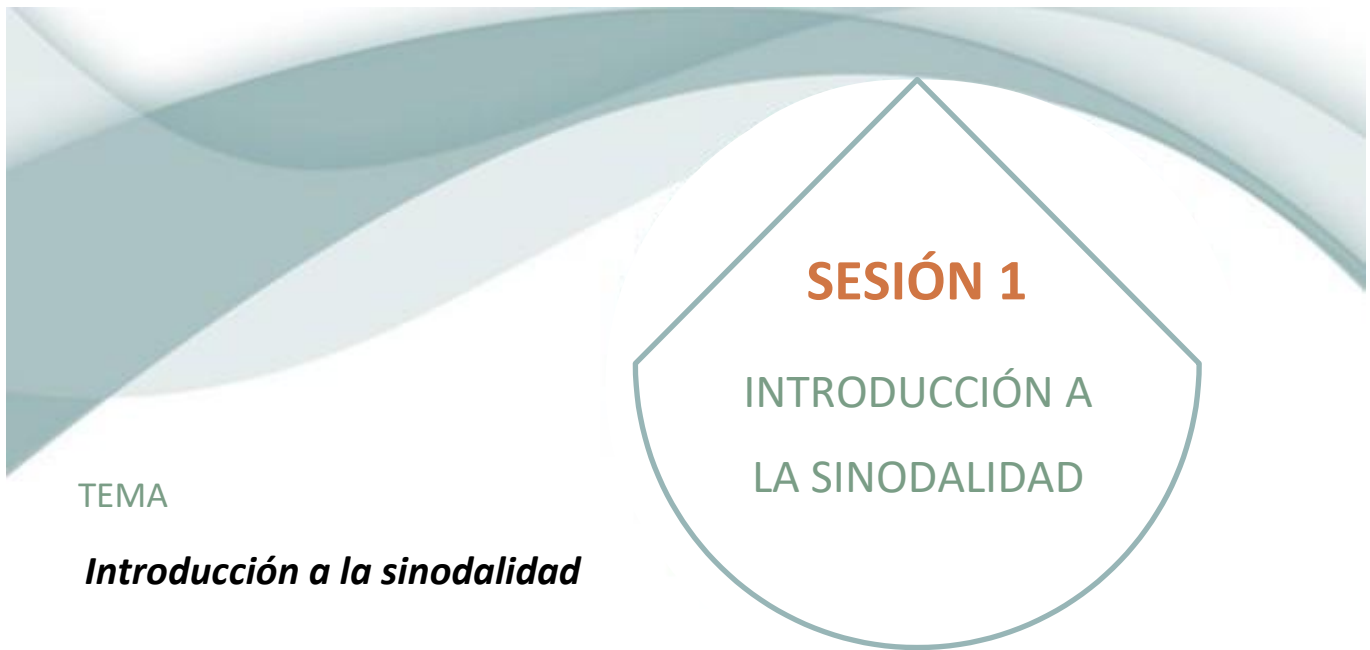 SESIÓN 1
INTRODUCCIÓN A
LA SINODALIDAD
TEMA
Introducción a la sinodalidad